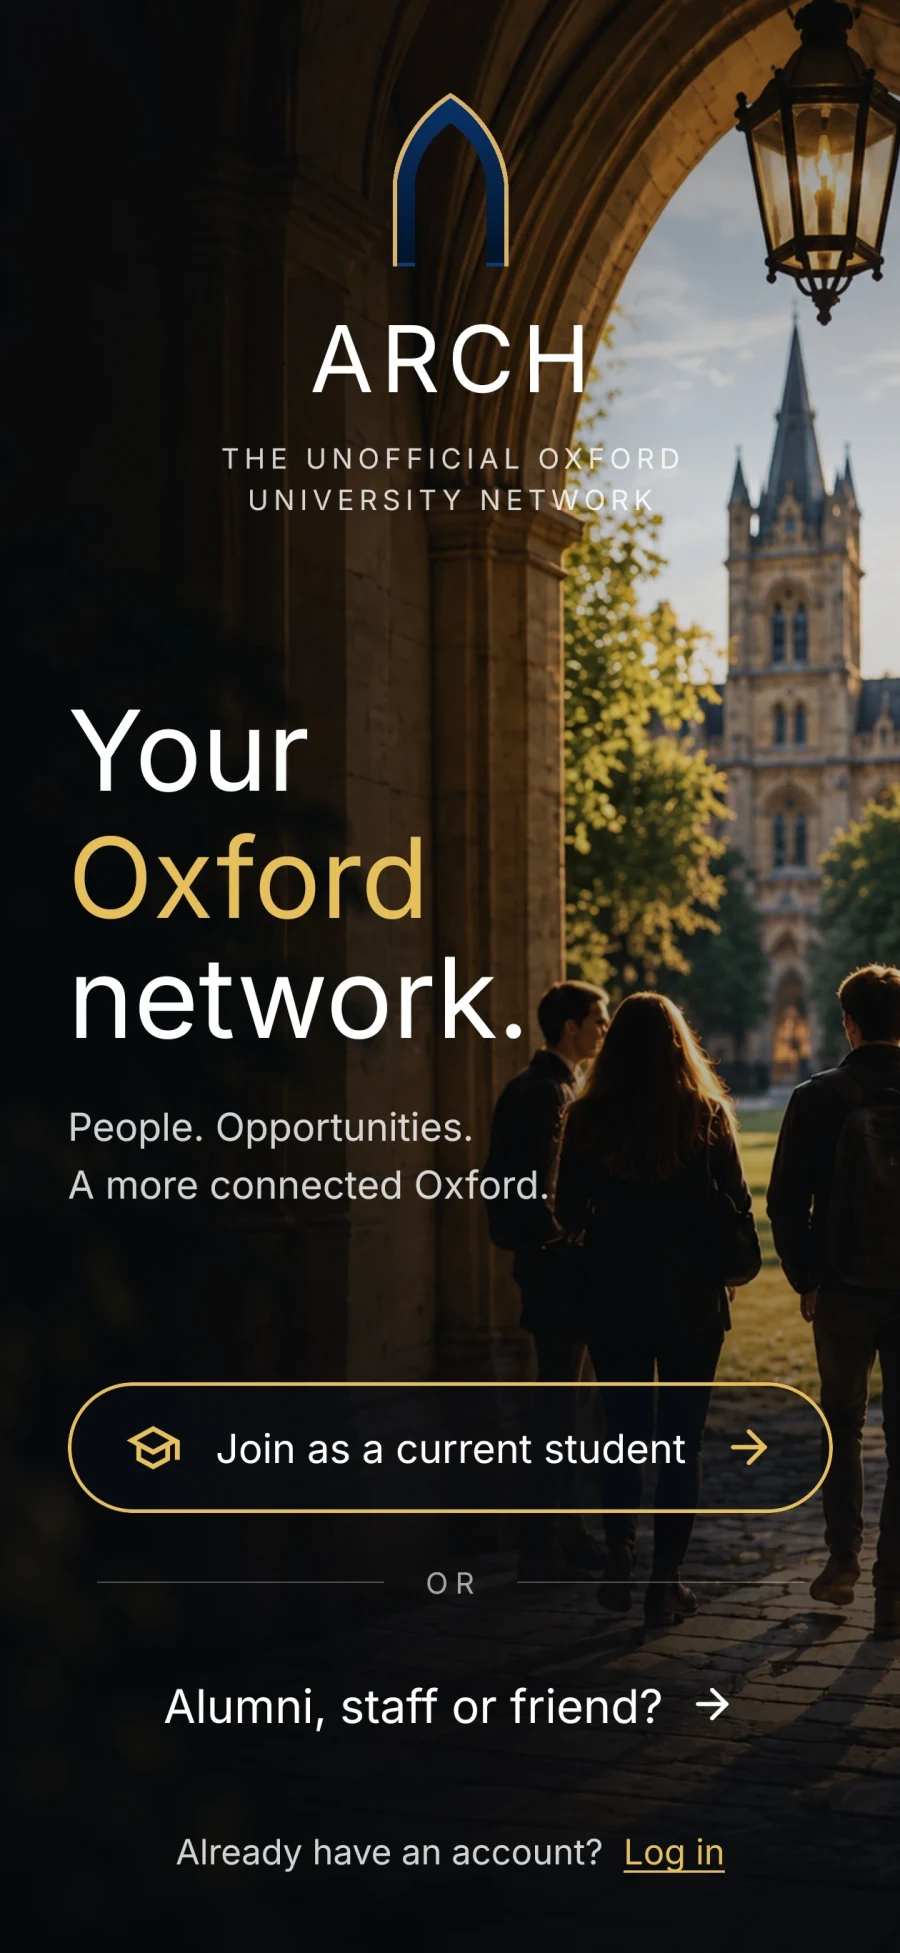 ARCH
THE UNOFFICIAL OXFORD
UNIVERSITY NETWORK
Your
Oxford
network.
People. Opportunities.
A more connected Oxford.
Join as a current student
OR
Alumni, staff or friend?
Already have an account? Log in